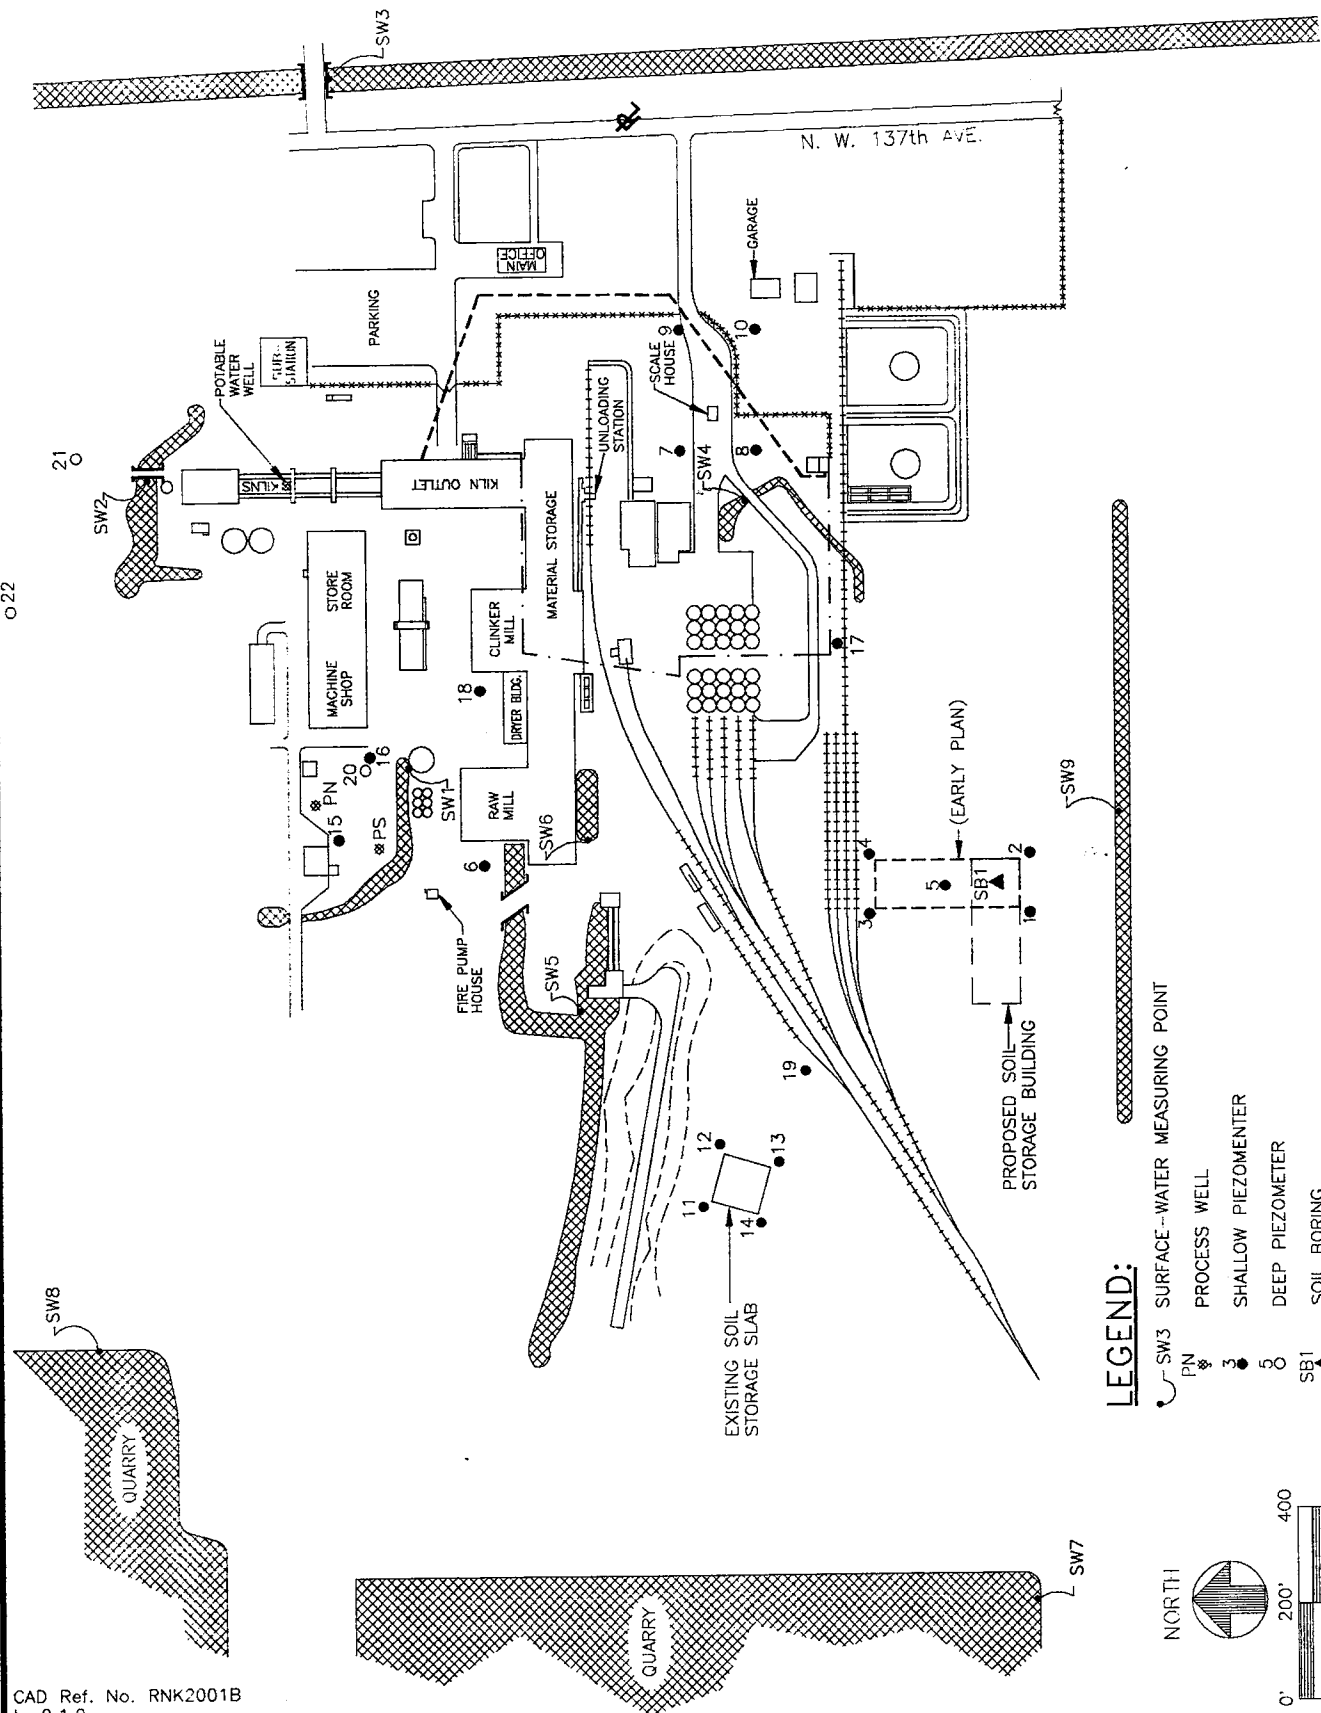 SW3
N. W. 137th AVE.
GARAGE
MAIN
OFFICE
PARKING
SUB-
STATION
POTABLE
WATER
WELL
21
SW2
22
KILNS
KILN OUTLET
MATERIAL STORAGE
UNLOADING
STATION
SCALE
HOUSE
9
10
7
8
SW4
STORE
ROOM
MACHINE
SHOP
CLINKER
MILL
DRYER BLDG.
18
17
16
20
PN
15
PS
SW1
RAW
MILL
SW6
6
FIRE PUMP
HOUSE
SW5
(EARLY PLAN)
SW9
4
2
5
SB1
3
1
PROPOSED SOIL
STORAGE BUILDING
19
12
13
11
14
EXISTING SOIL
STORAGE SLAB
SW8
QUARRY
QUARRY
SW7
LEGEND:
SW3 SURFACE-WATER MEASURING POINT
PN PROCESS WELL
3 SHALLOW PIEZOMENTER
5 DEEP PIEZOMETER
SB1 SOIL BORING
NORTH
0' 200' 400
CAD Ref. No. RNK2001B